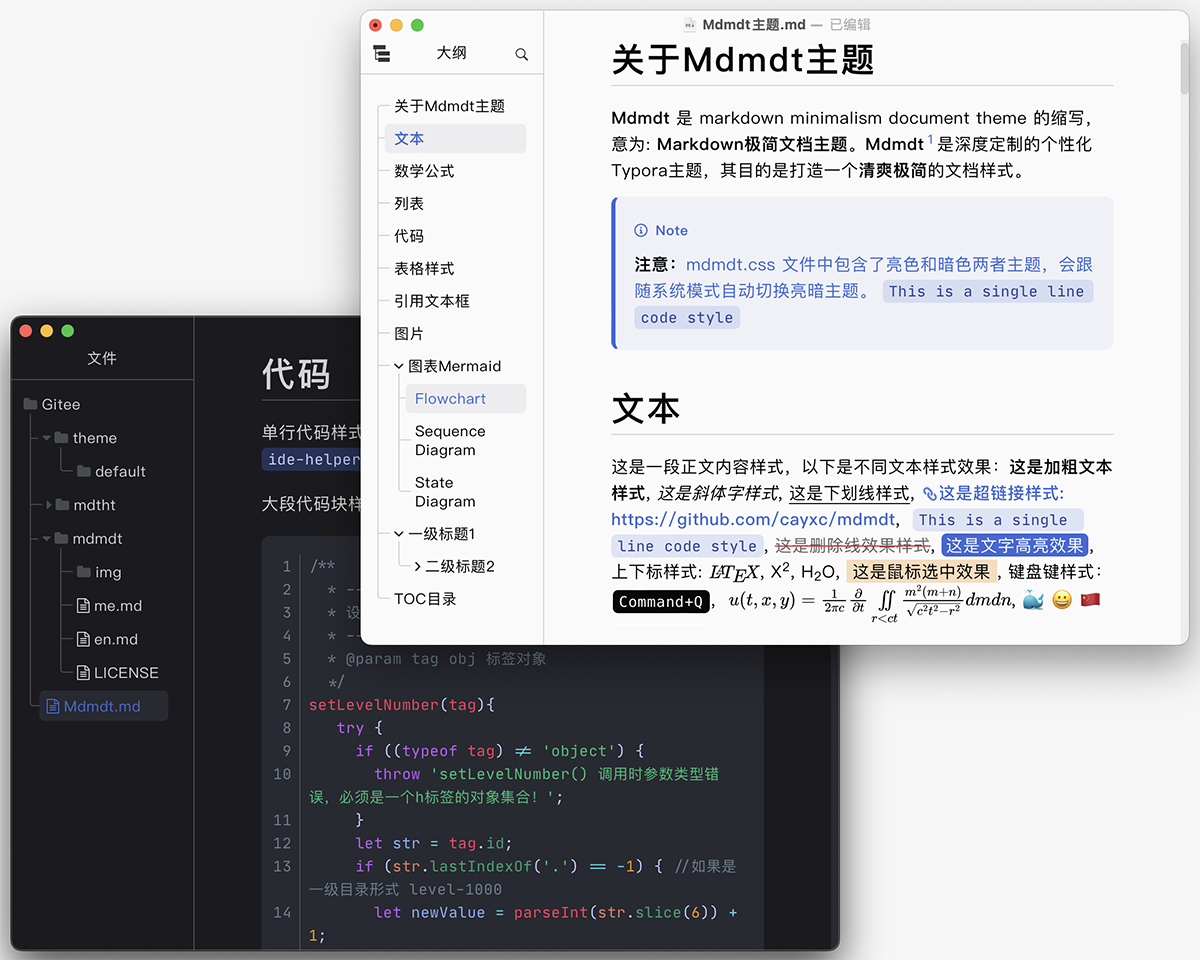 Mdmdt主题.md — 已编辑
大纲
关于Mdmdt主题
文本
数学公式
列表
代码
表格样式
引用文本框
图片
图表Mermaid
Flowchart
Sequence
Diagram
State
Diagram
一级标题1
二级标题2
TOC目录
关于Mdmdt主题
Mdmdt 是 markdown minimalism document theme 的缩写，
意为: Markdown极简文档主题。Mdmdt 1 是深度定制的个性化
Typora主题，其目的是打造一个清爽极简的文档样式。
Note
注意： mdmdt.css 文件中包含了亮色和暗色两者主题，会跟
随系统模式自动切换亮暗主题。 This is a single line
code style
文本
这是一段正文内容样式，以下是不同文本样式效果：这是加粗文本
样式, 这是斜体字样式, 这是下划线样式, 这是超链接样式:
https://github.com/cayxc/mdmdt, This is a single
line code style , 这是删除线效果样式, 这是文字高亮效果,
上下标样式: LATEX, X², H₂O, 这是鼠标选中效果 , 键盘键样式：
Command+Q , u(t, x, y) = 1/2πc ∂/∂t ∬r<ct m²(m+n)/√c²t²−r² dmdn, 🐳 😀 🇨🇳
文件
Gitee
theme
default
mdtht
mdmdt
img
me.md
en.md
LICENSE
Mdmdt.md
代码
单行代码样式
ide-helper
大段代码块样
1 /**
2 * --
3 * 设
4 * --
5 * @param tag obj 标签对象
6 */
7 setLevelNumber(tag){
8 try {
9 if ((typeof tag) ≠ 'object') {
10 throw 'setLevelNumber() 调用时参数类型错
误，必须是一个h标签的对象集合！';
11 }
12 let str = tag.id;
13 if (str.lastIndexOf('.') == -1) { //如果是
一级目录形式 level-1000
14 let newValue = parseInt(str.slice(6)) +
1;